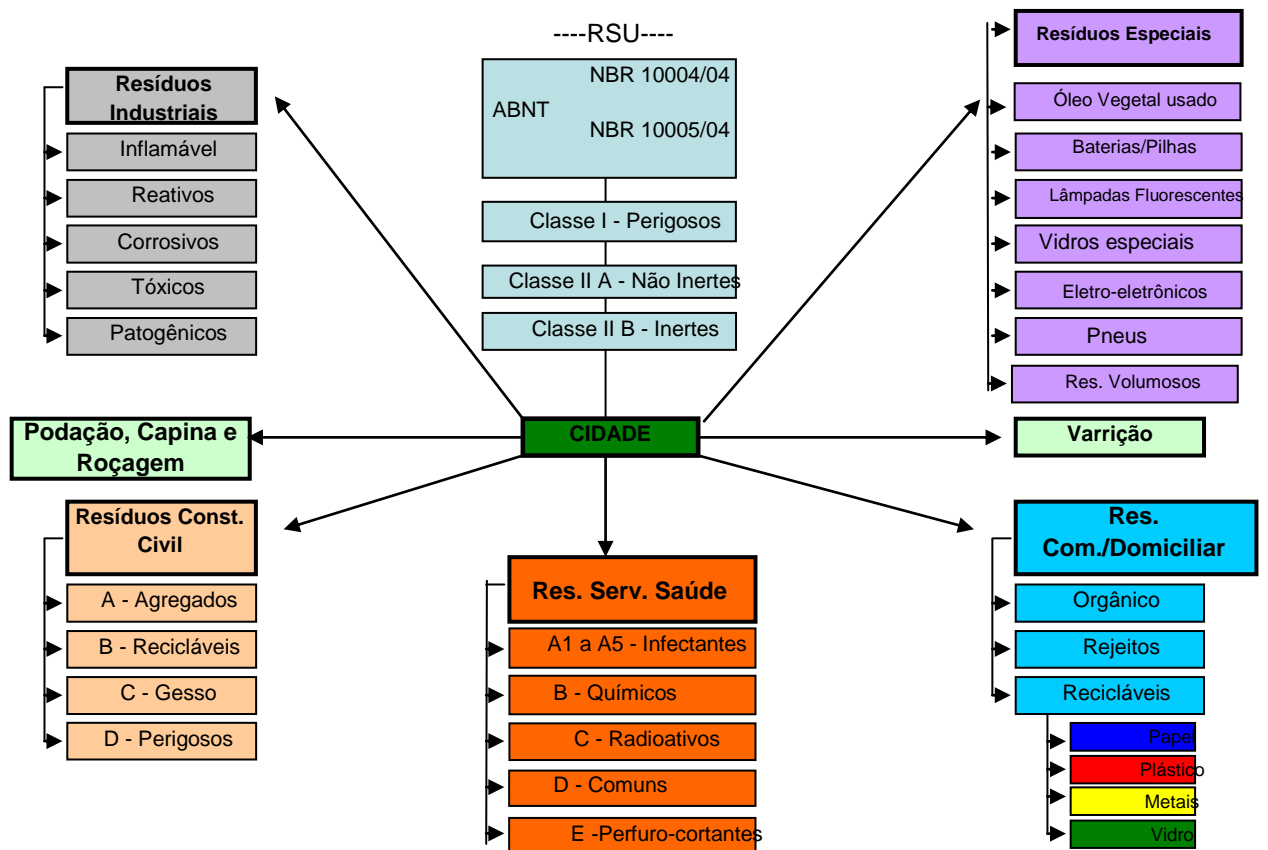 ----RSU----
NBR 10004/04
ABNT
NBR 10005/04
Classe I - Perigosos
Classe II A - Não Inertes
Classe II B - Inertes
Resíduos
Industriais
Inflamável
Reativos
Corrosivos
Tóxicos
Patogênicos
Resíduos Especiais
Óleo Vegetal usado
Baterias/Pilhas
Lâmpadas Fluorescentes
Vidros especiais
Eletro-eletrônicos
Pneus
Res. Volumosos
Podação, Capina e
Roçagem
CIDADE
Varrição
Resíduos Const.
Civil
A - Agregados
B - Recicláveis
C - Gesso
D - Perigosos
Res. Serv. Saúde
A1 a A5 - Infectantes
B - Químicos
C - Radioativos
D - Comuns
E -Perfuro-cortantes
Res.
Com./Domiciliar
Orgânico
Rejeitos
Recicláveis
Papel
Plástico
Metais
Vidro